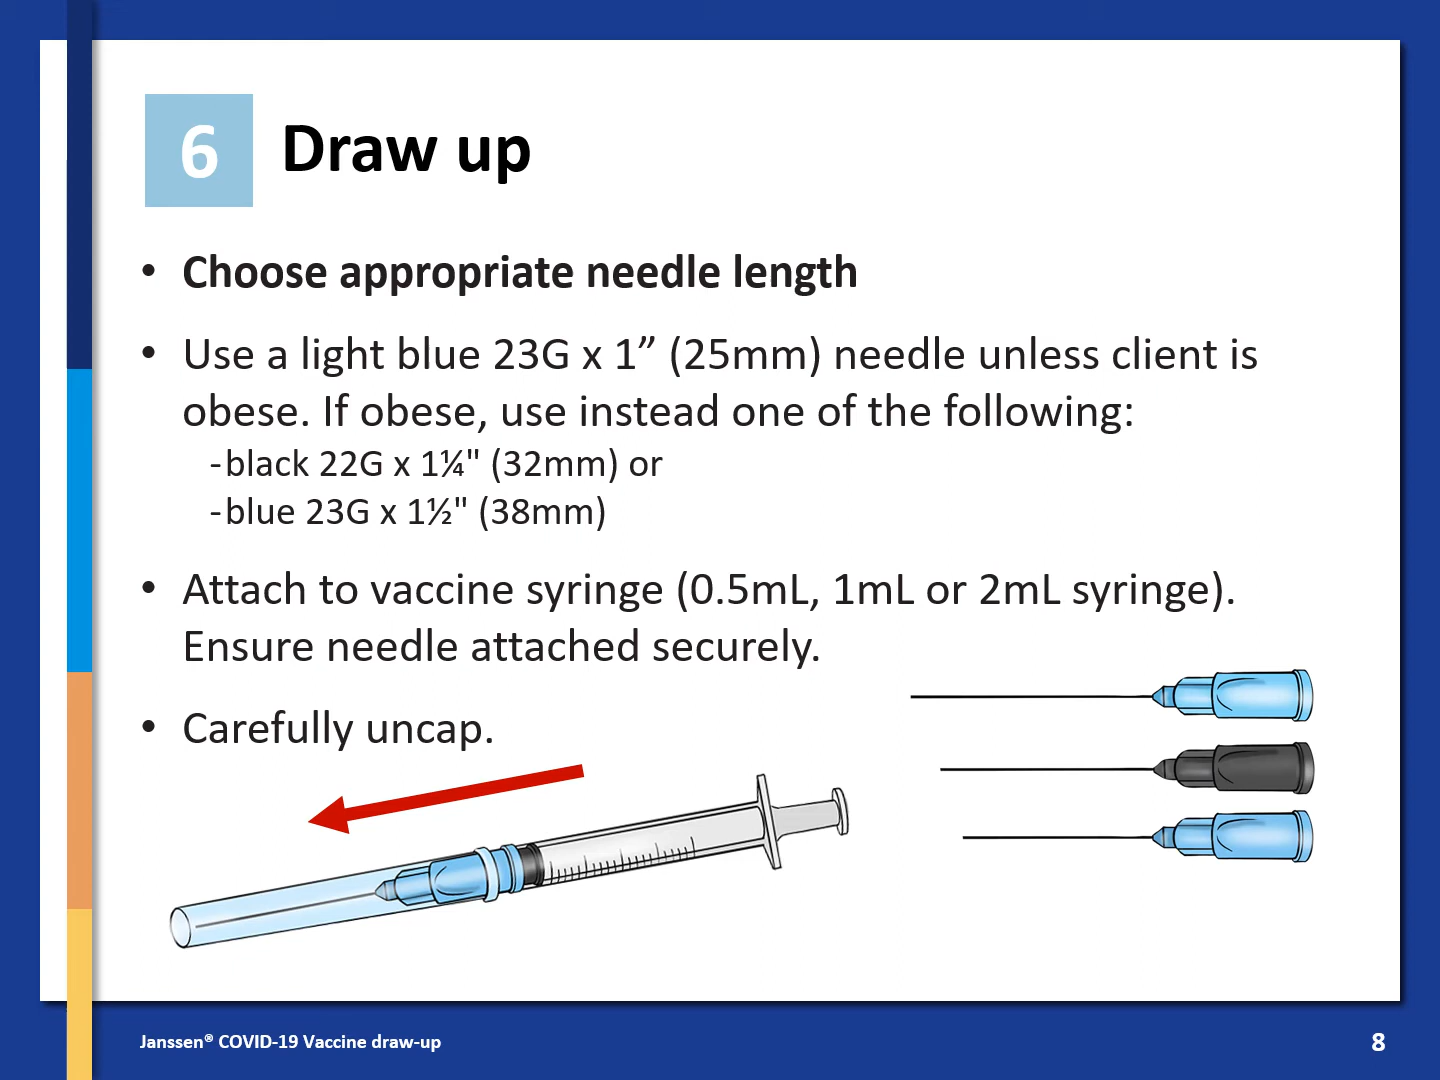 6
Draw up
• Choose appropriate needle length
• Use a light blue 23G x 1” (25mm) needle unless client is
obese. If obese, use instead one of the following:
-black 22G x 1¼" (32mm) or
-blue 23G x 1½" (38mm)
• Attach to vaccine syringe (0.5mL, 1mL or 2mL syringe).
Ensure needle attached securely.
• Carefully uncap.
Janssen® COVID-19 Vaccine draw-up
8